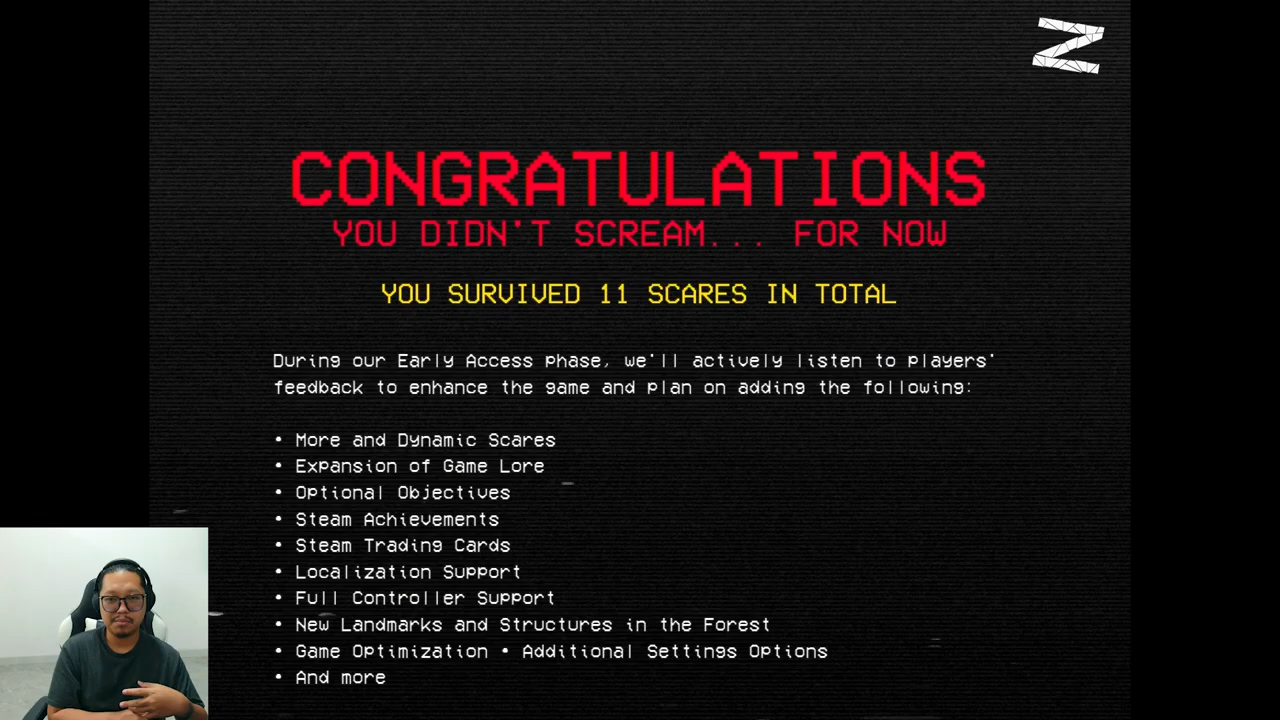 Z
CONGRATULATIONS
YOU DIDN'T SCREAM... FOR NOW
YOU SURVIVED 11 SCARES IN TOTAL
During our Early Access phase, we'll actively listen to players'
feedback to enhance the game and plan on adding the following:
• More and Dynamic Scares
• Expansion of Game Lore
• Optional Objectives
• Steam Achievements
• Steam Trading Cards
• Localization Support
• Full Controller Support
• New Landmarks and Structures in the Forest
• Game Optimization • Additional Settings Options
• And more